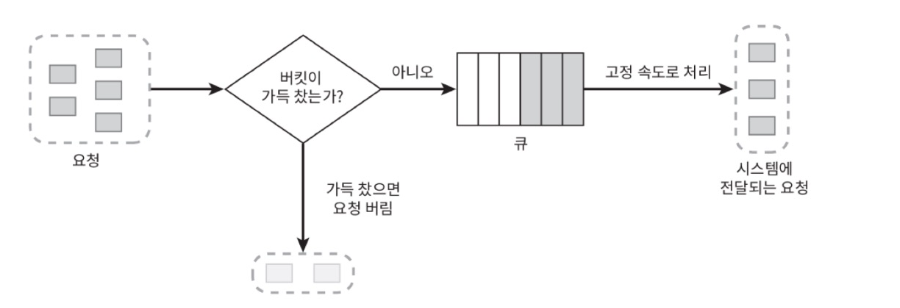 버킷이
가득 찼는가?
아니오
고정 속도로 처리
요청
큐
시스템에
전달되는 요청
가득 찼으면
요청 버림